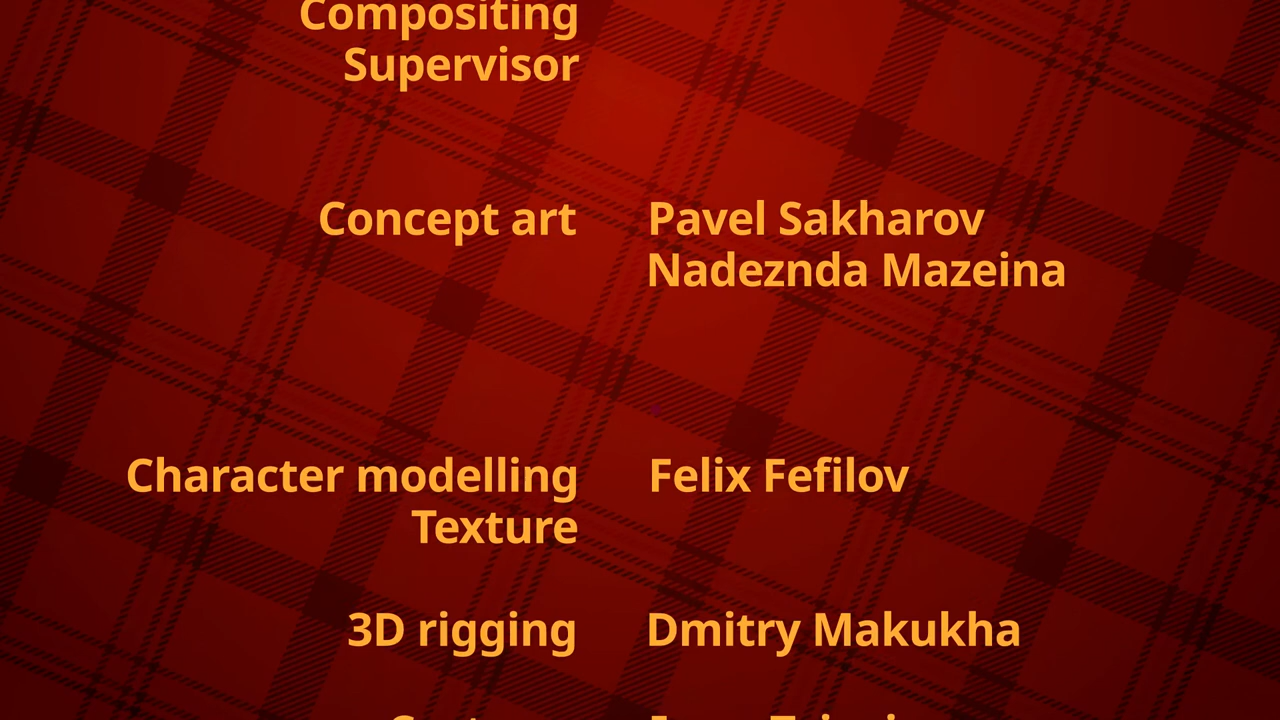 Compositing
Supervisor
Concept art Pavel Sakharov
Nadeznda Mazeina
Character modelling Felix Fefilov
Texture
3D rigging Dmitry Makukha